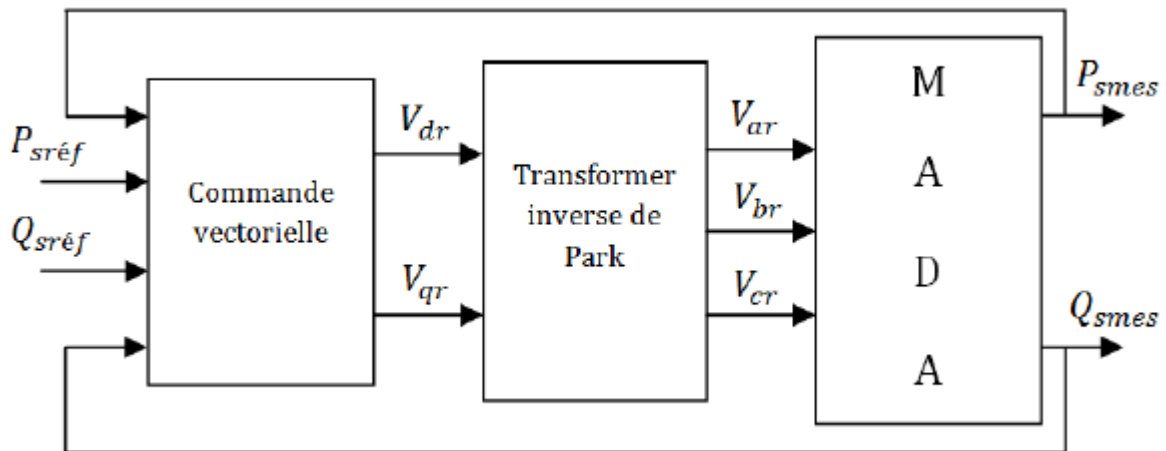 P_sréf
Q_sréf
Commande
vectorielle
V_dr
V_qr
Transformer
inverse de
Park
V_ar
V_br
V_cr
M
A
D
A
P_smes
Q_smes